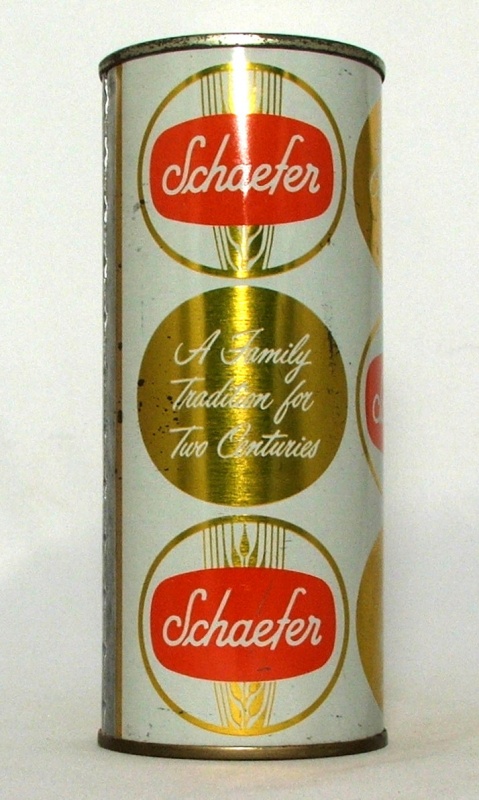 Schaefer
A Family
Tradition for
Two Centuries
Schaefer